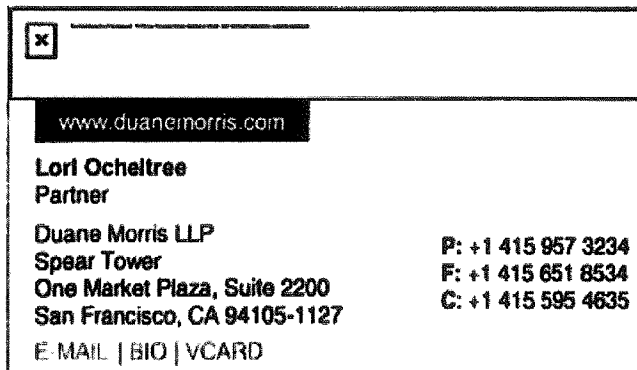 www.duanemorris.com
Lori Ocheltree
Partner
Duane Morris LLP
Spear Tower
One Market Plaza, Suite 2200
San Francisco, CA 94105-1127
P: +1 415 957 3234
F: +1 415 651 8534
C: +1 415 595 4635
E-MAIL | BIO | VCARD